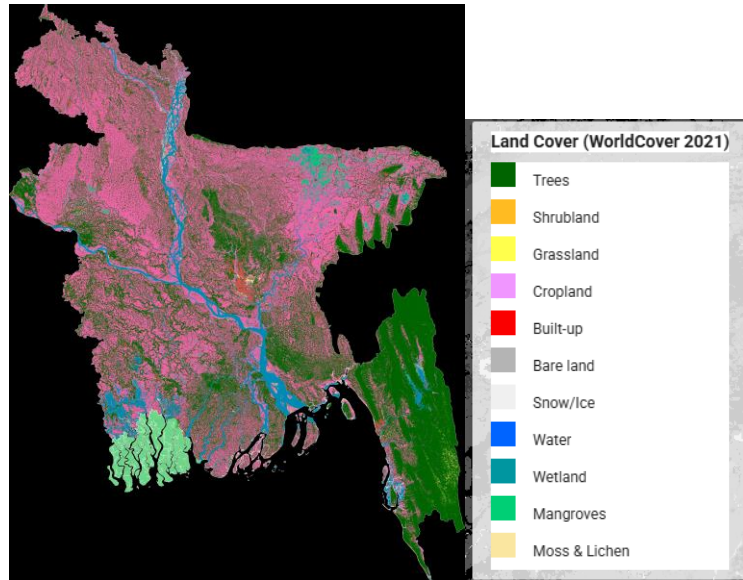 Land Cover (WorldCover 2021)
Trees
Shrubland
Grassland
Cropland
Built-up
Bare land
Snow/Ice
Water
Wetland
Mangroves
Moss & Lichen